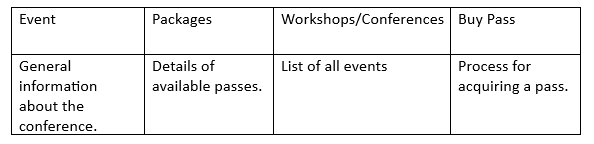 Event
Packages
Workshops/Conferences
Buy Pass
General
information
about the
conference.
Details of
available passes.
List of all events
Process for
acquiring a pass.